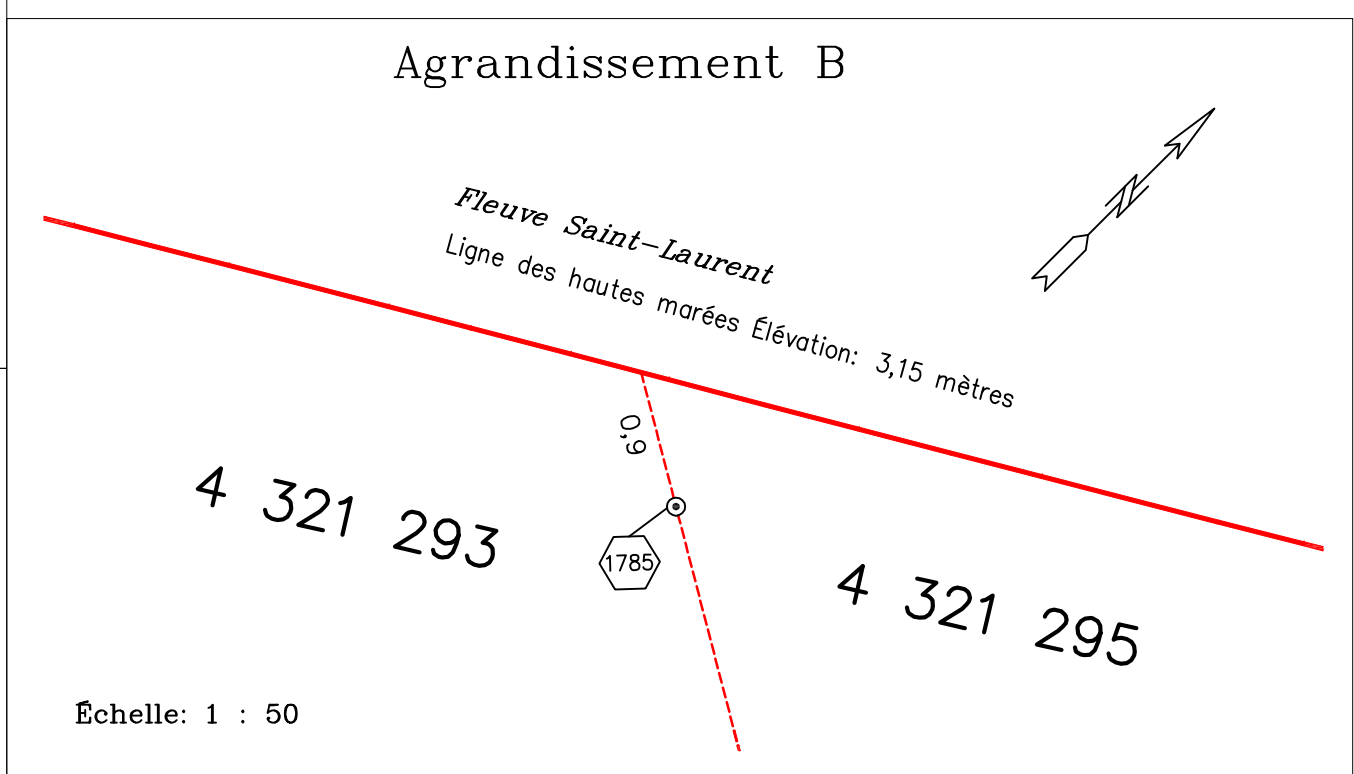 Agrandissement B
N
Fleuve Saint-Laurent
Ligne des hautes marées Élévation: 3,15 mètres
0,9
4 321 293
1785
4 321 295
Échelle: 1 : 50